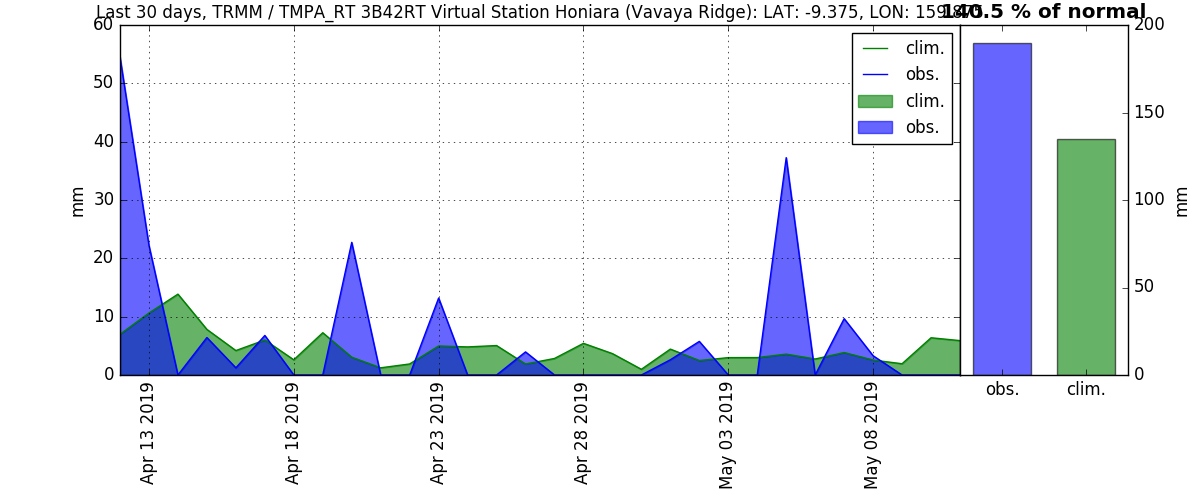 Last 30 days, TRMM / TMPA_RT 3B42RT Virtual Station Honiara (Vavaya Ridge): LAT: -9.375, LON:
140.5 % of normal
60
50
40
30
20
10
0
mm
clim.
obs.
clim.
obs.
Apr 13 2019
Apr 18 2019
Apr 23 2019
Apr 28 2019
May 03 2019
May 08 2019
200
150
100
50
0
mm
obs.
clim.